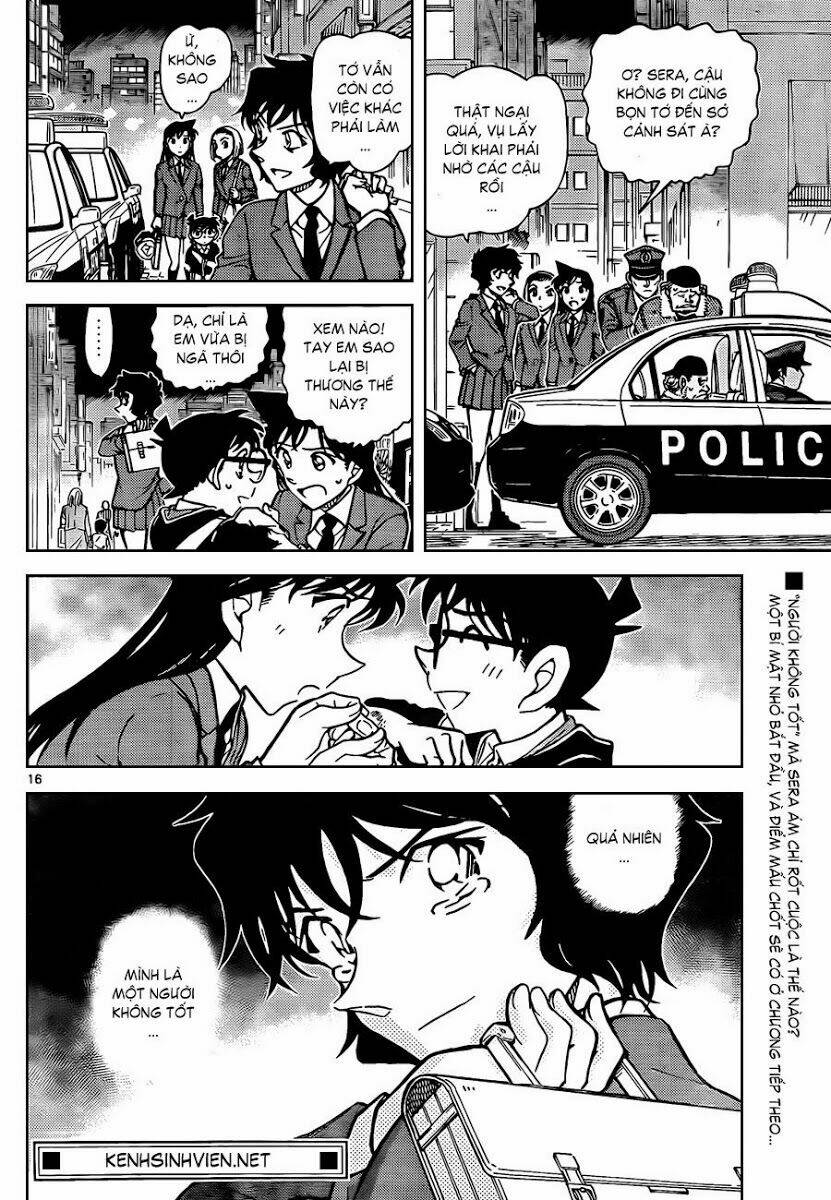 Ơ? SERA, CẬU
KHÔNG ĐI CÙNG
BỌN TỚ ĐẾN SỞ
CẢNH SÁT À?
THẬT NGẠI
QUÁ, VỤ LẤY
LỜI KHAI PHẢI
NHỜ CÁC CẬU
RỒI
...
POLIC
TỚ VẪN
CÒN CÓ
VIỆC KHÁC
PHẢI LÀM
...
Ừ,
KHÔNG
SAO
...
XEM NÀO!
TAY EM SAO
LẠI BỊ
THƯƠNG THẾ
NÀY?
DẠ, CHỈ LÀ
EM VỪA BỊ
NGÃ THÔI
...
.....
16
QUẢ NHIÊN
...
MÌNH LÀ
MỘT NGƯỜI
KHÔNG TỐT
...
"NGƯỜI KHÔNG TỐT" MÀ SERA ÁM CHỈ RỐT CUỘC LÀ THẾ NÀO?
MỘT BÍ MẬT NHỎ BẮT ĐẦU, VÀ ĐIỂM MẤU CHỐT SẼ CÓ Ở CHƯƠNG TIẾP THEO...
KENHSINHVIEN.NET